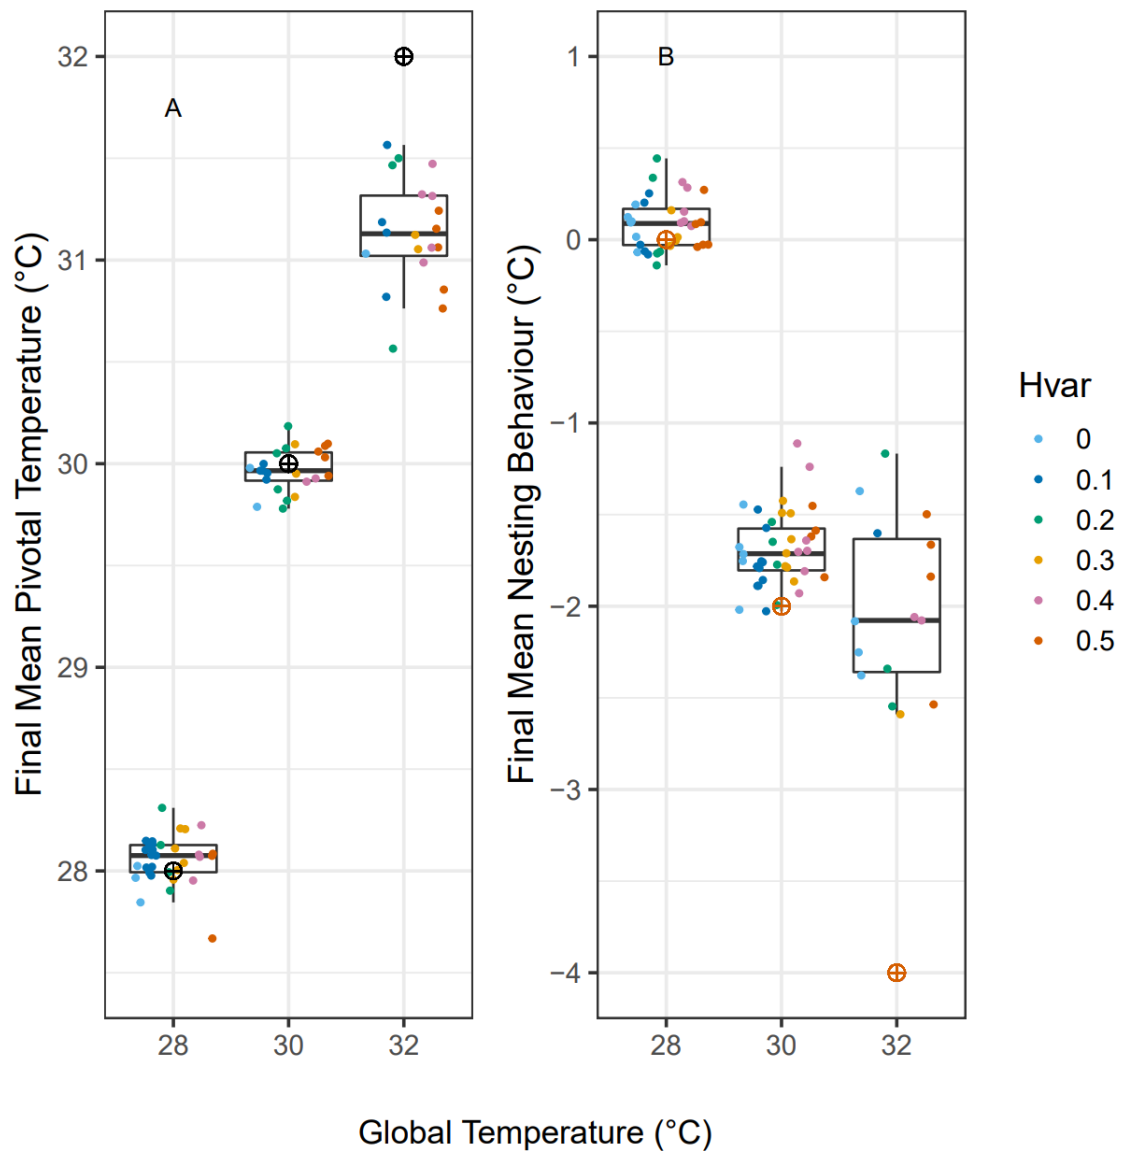 Final Mean Pivotal Temperature (°C)
32
31
30
29
28
A
28 30 32
Final Mean Nesting Behaviour (°C)
1
0
−1
−2
−3
−4
B
28 30 32
Global Temperature (°C)
Hvar
0
0.1
0.2
0.3
0.4
0.5